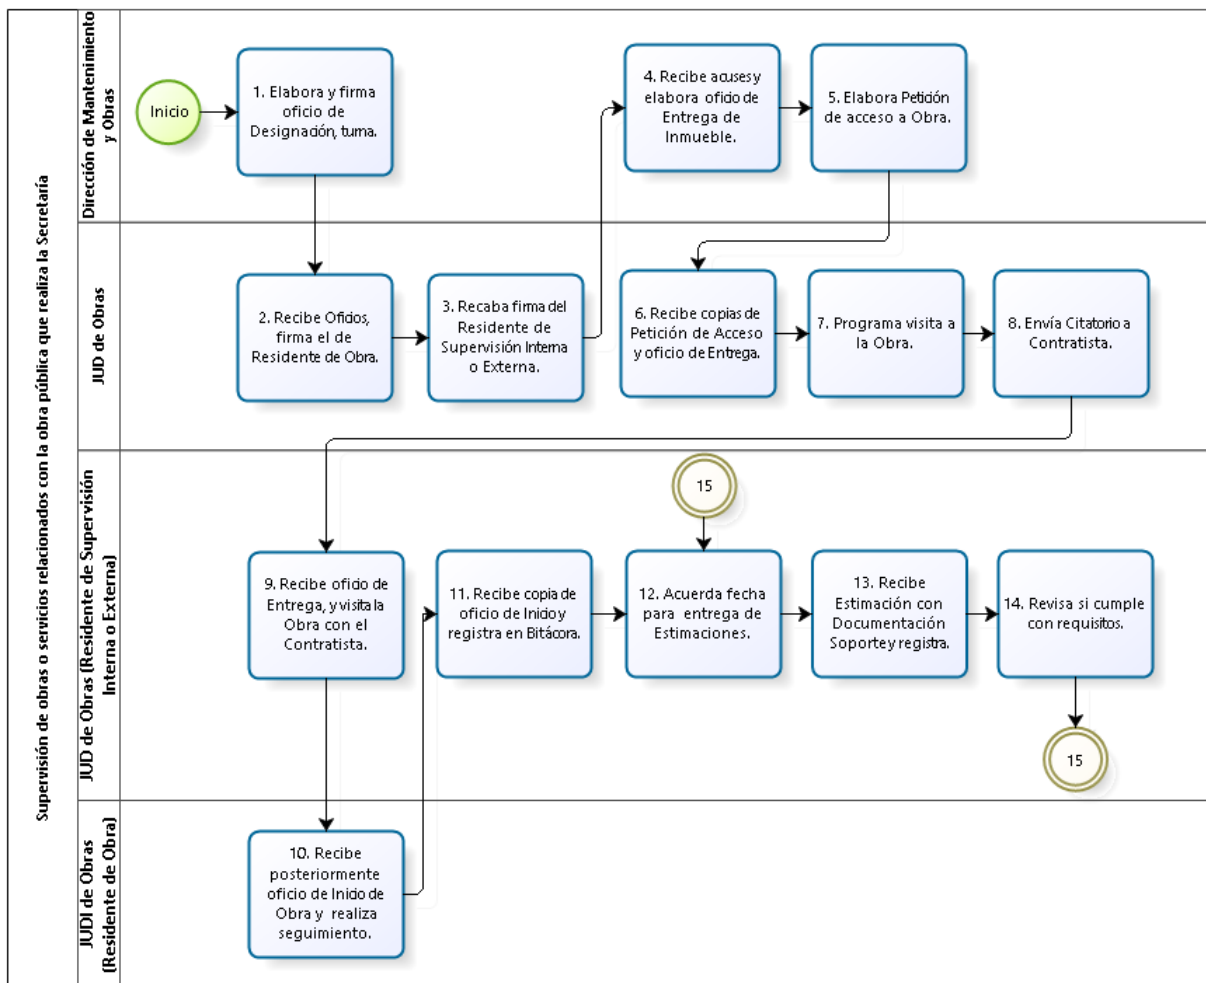 Supervisión de obras o servicios relacionados con la obra pública que realiza la Secretaría
Dirección de Mantenimiento
y Obras
Inicio
1. Elabora y firma
oficio de
Designación, turna.
4. Recibe acuses y
elabora oficio de
Entrega de
Inmueble.
5. Elabora Petición
de acceso a Obra.
JUD de Obras
2. Recibe Oficios,
firma el de
Residente de Obra.
3. Recaba firma del
Residente de
Supervisión Interna
o Externa.
6. Recibe copias de
Petición de Acceso
y oficio de Entrega.
7. Programa visita a
la Obra.
8. Envía Citatorio a
Contratista.
JUD de Obras (Residente de Supervisión
Interna o Externa)
15
9. Recibe oficio de
Entrega, y visita la
Obra con el
Contratista.
11. Recibe copia de
oficio de Inicio y
registra en Bitácora.
12. Acuerda fecha
para entrega de
Estimaciones.
13. Recibe
Estimación con
Documentación
Soporte y registra.
14. Revisa si cumple
con requisitos.
15
JUDI de Obras
(Residente de Obra)
10. Recibe
posteriormente
oficio de Inicio de
Obra y realiza
seguimiento.